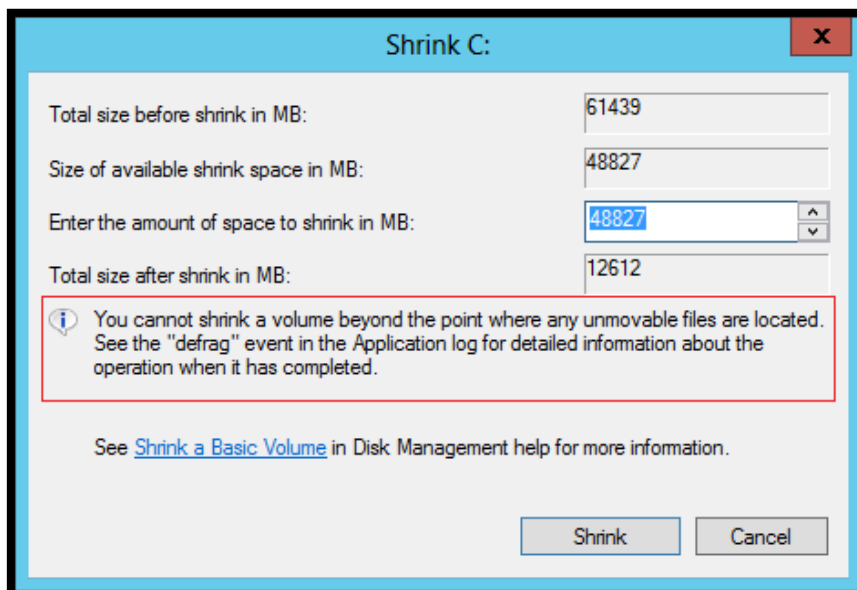 Shrink C:
x
Total size before shrink in MB: 61439
Size of available shrink space in MB: 48827
Enter the amount of space to shrink in MB: 48827
Total size after shrink in MB: 12612
You cannot shrink a volume beyond the point where any unmovable files are located.
See the "defrag" event in the Application log for detailed information about the
operation when it has completed.
See Shrink a Basic Volume in Disk Management help for more information.
Shrink Cancel